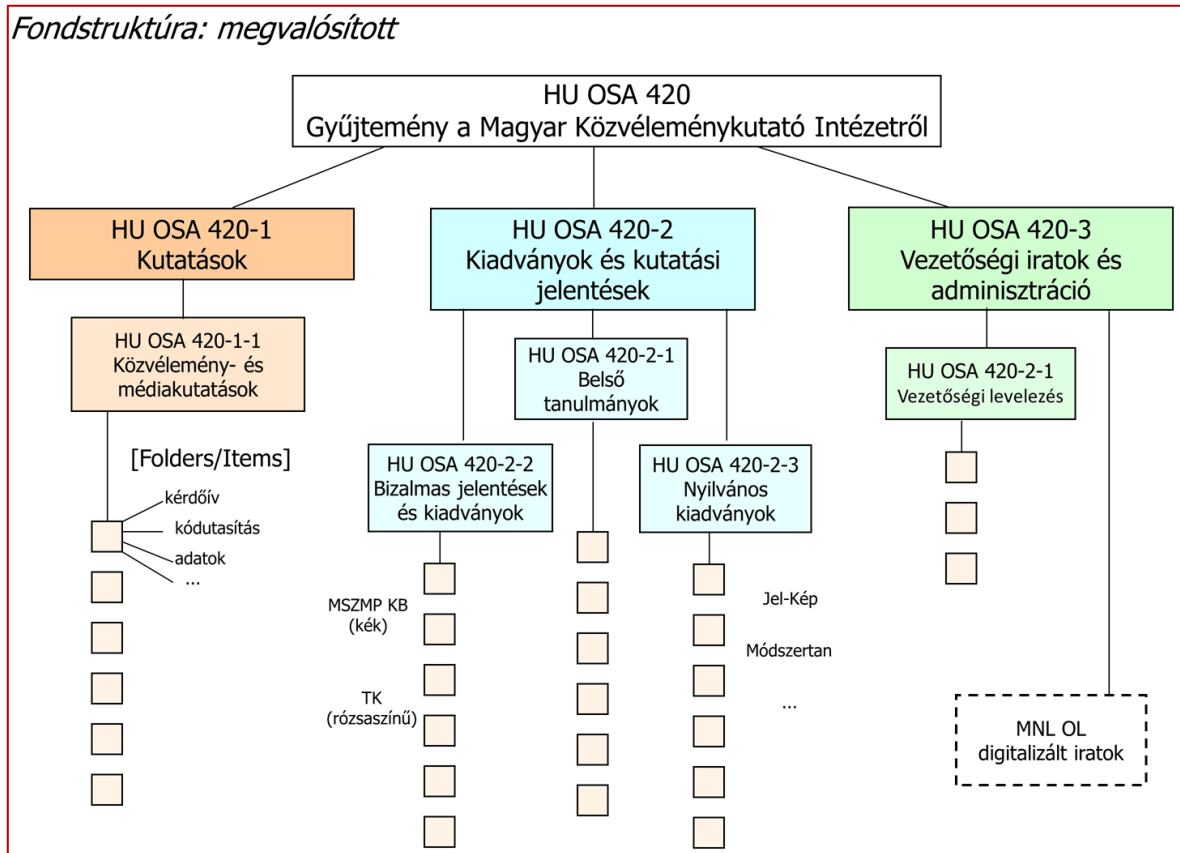 Fondstruktúra: megvalósított
HU OSA 420
Gyűjtemény a Magyar Közvéleménykutató Intézetről
HU OSA 420-1
Kutatások
HU OSA 420-2
Kiadványok és kutatási
jelentések
HU OSA 420-3
Vezetőségi iratok és
adminisztráció
HU OSA 420-1-1
Közvélemény- és
médiakutatások
HU OSA 420-2-1
Belső
tanulmányok
HU OSA 420-2-1
Vezetőségi levelezés
[Folders/Items]
kérdőív
kódutasítás
adatok
...
HU OSA 420-2-2
Bizalmas jelentések
és kiadványok
HU OSA 420-2-3
Nyilvános
kiadványok
MSZMP KB
(kék)
TK
(rózsaszínű)
Jel-Kép
Módszertan
...
MNL OL
digitalizált iratok